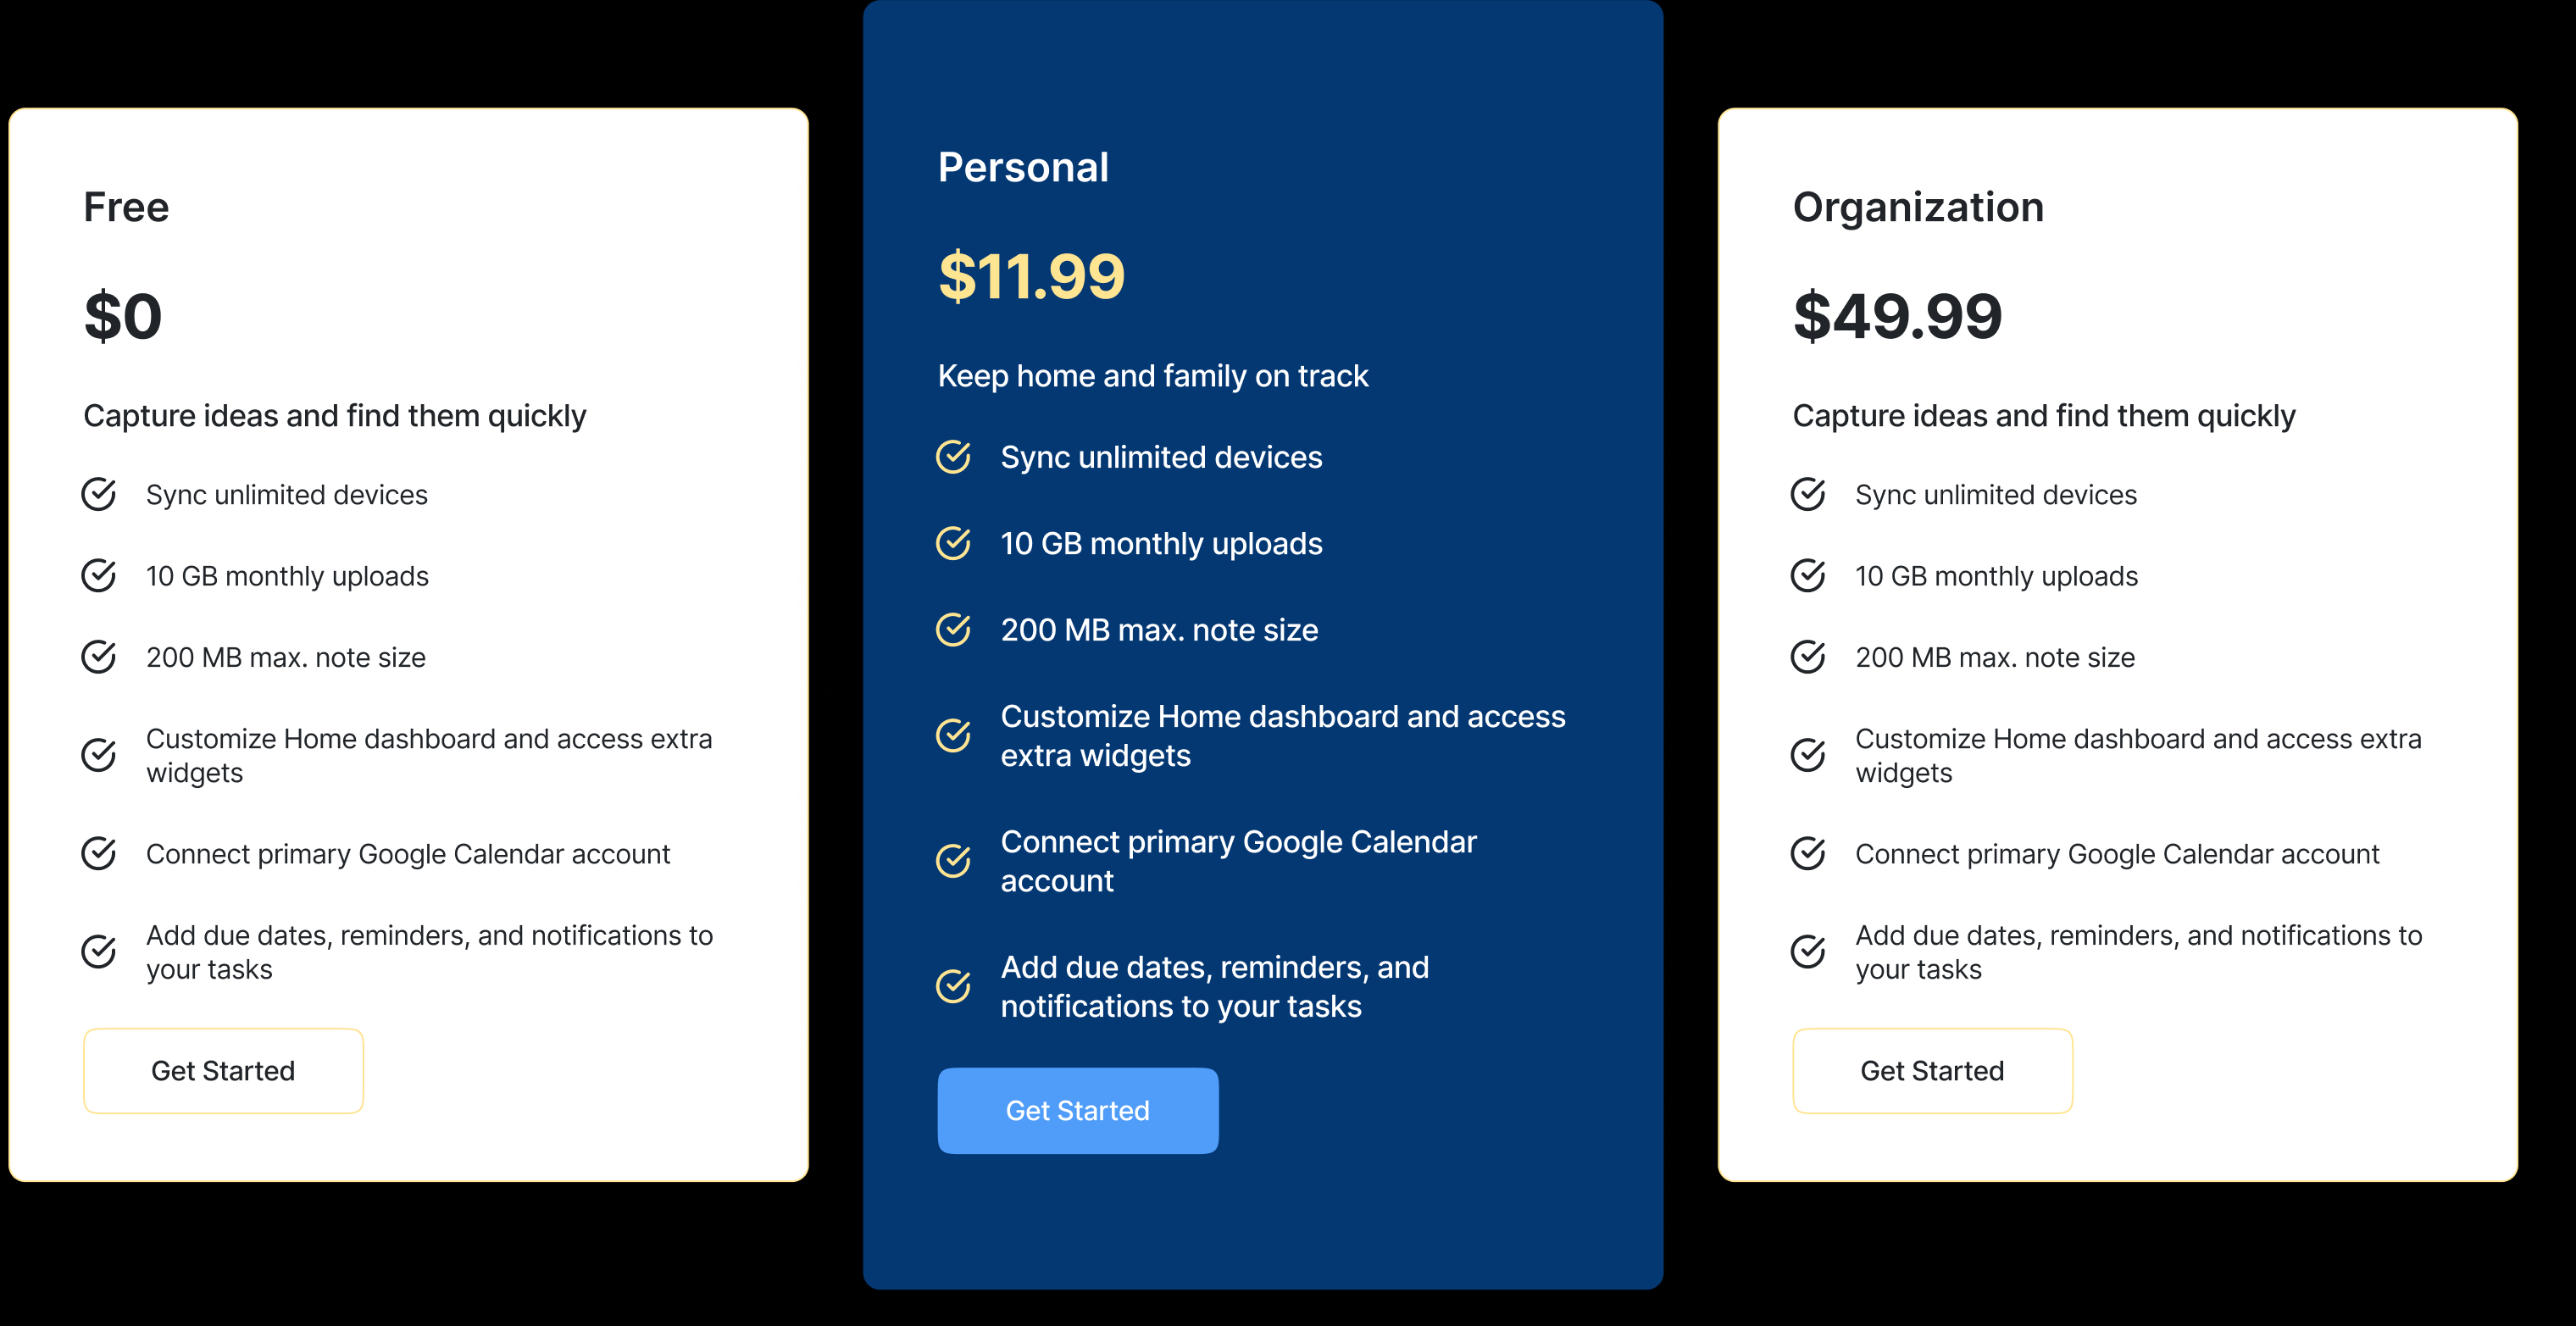 Free
$0
Capture ideas and find them quickly
Sync unlimited devices
10 GB monthly uploads
200 MB max. note size
Customize Home dashboard and access extra
widgets
Connect primary Google Calendar account
Add due dates, reminders, and notifications to
your tasks
Get Started
Personal
$11.99
Keep home and family on track
Sync unlimited devices
10 GB monthly uploads
200 MB max. note size
Customize Home dashboard and access
extra widgets
Connect primary Google Calendar
account
Add due dates, reminders, and
notifications to your tasks
Get Started
Organization
$49.99
Capture ideas and find them quickly
Sync unlimited devices
10 GB monthly uploads
200 MB max. note size
Customize Home dashboard and access extra
widgets
Connect primary Google Calendar account
Add due dates, reminders, and notifications to
your tasks
Get Started